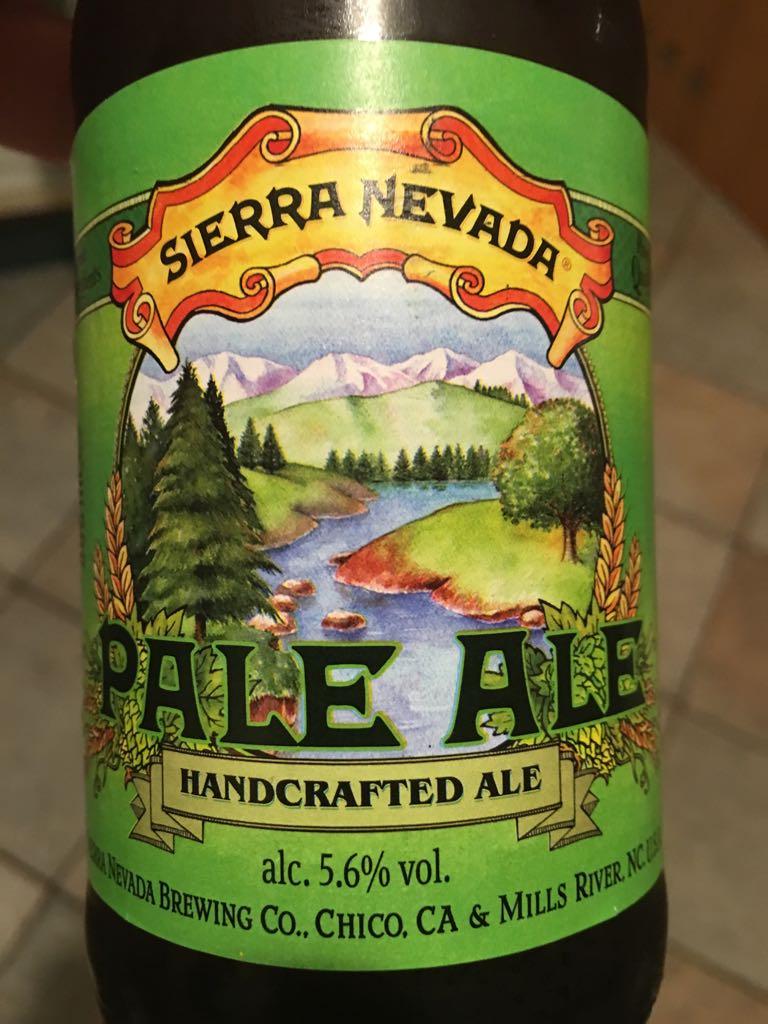 SIERRA NEVADA®
PALE ALE
HANDCRAFTED ALE
alc. 5.6% vol.
NEVADA BREWING CO., CHICO, CA & MILLS RIVER, NC